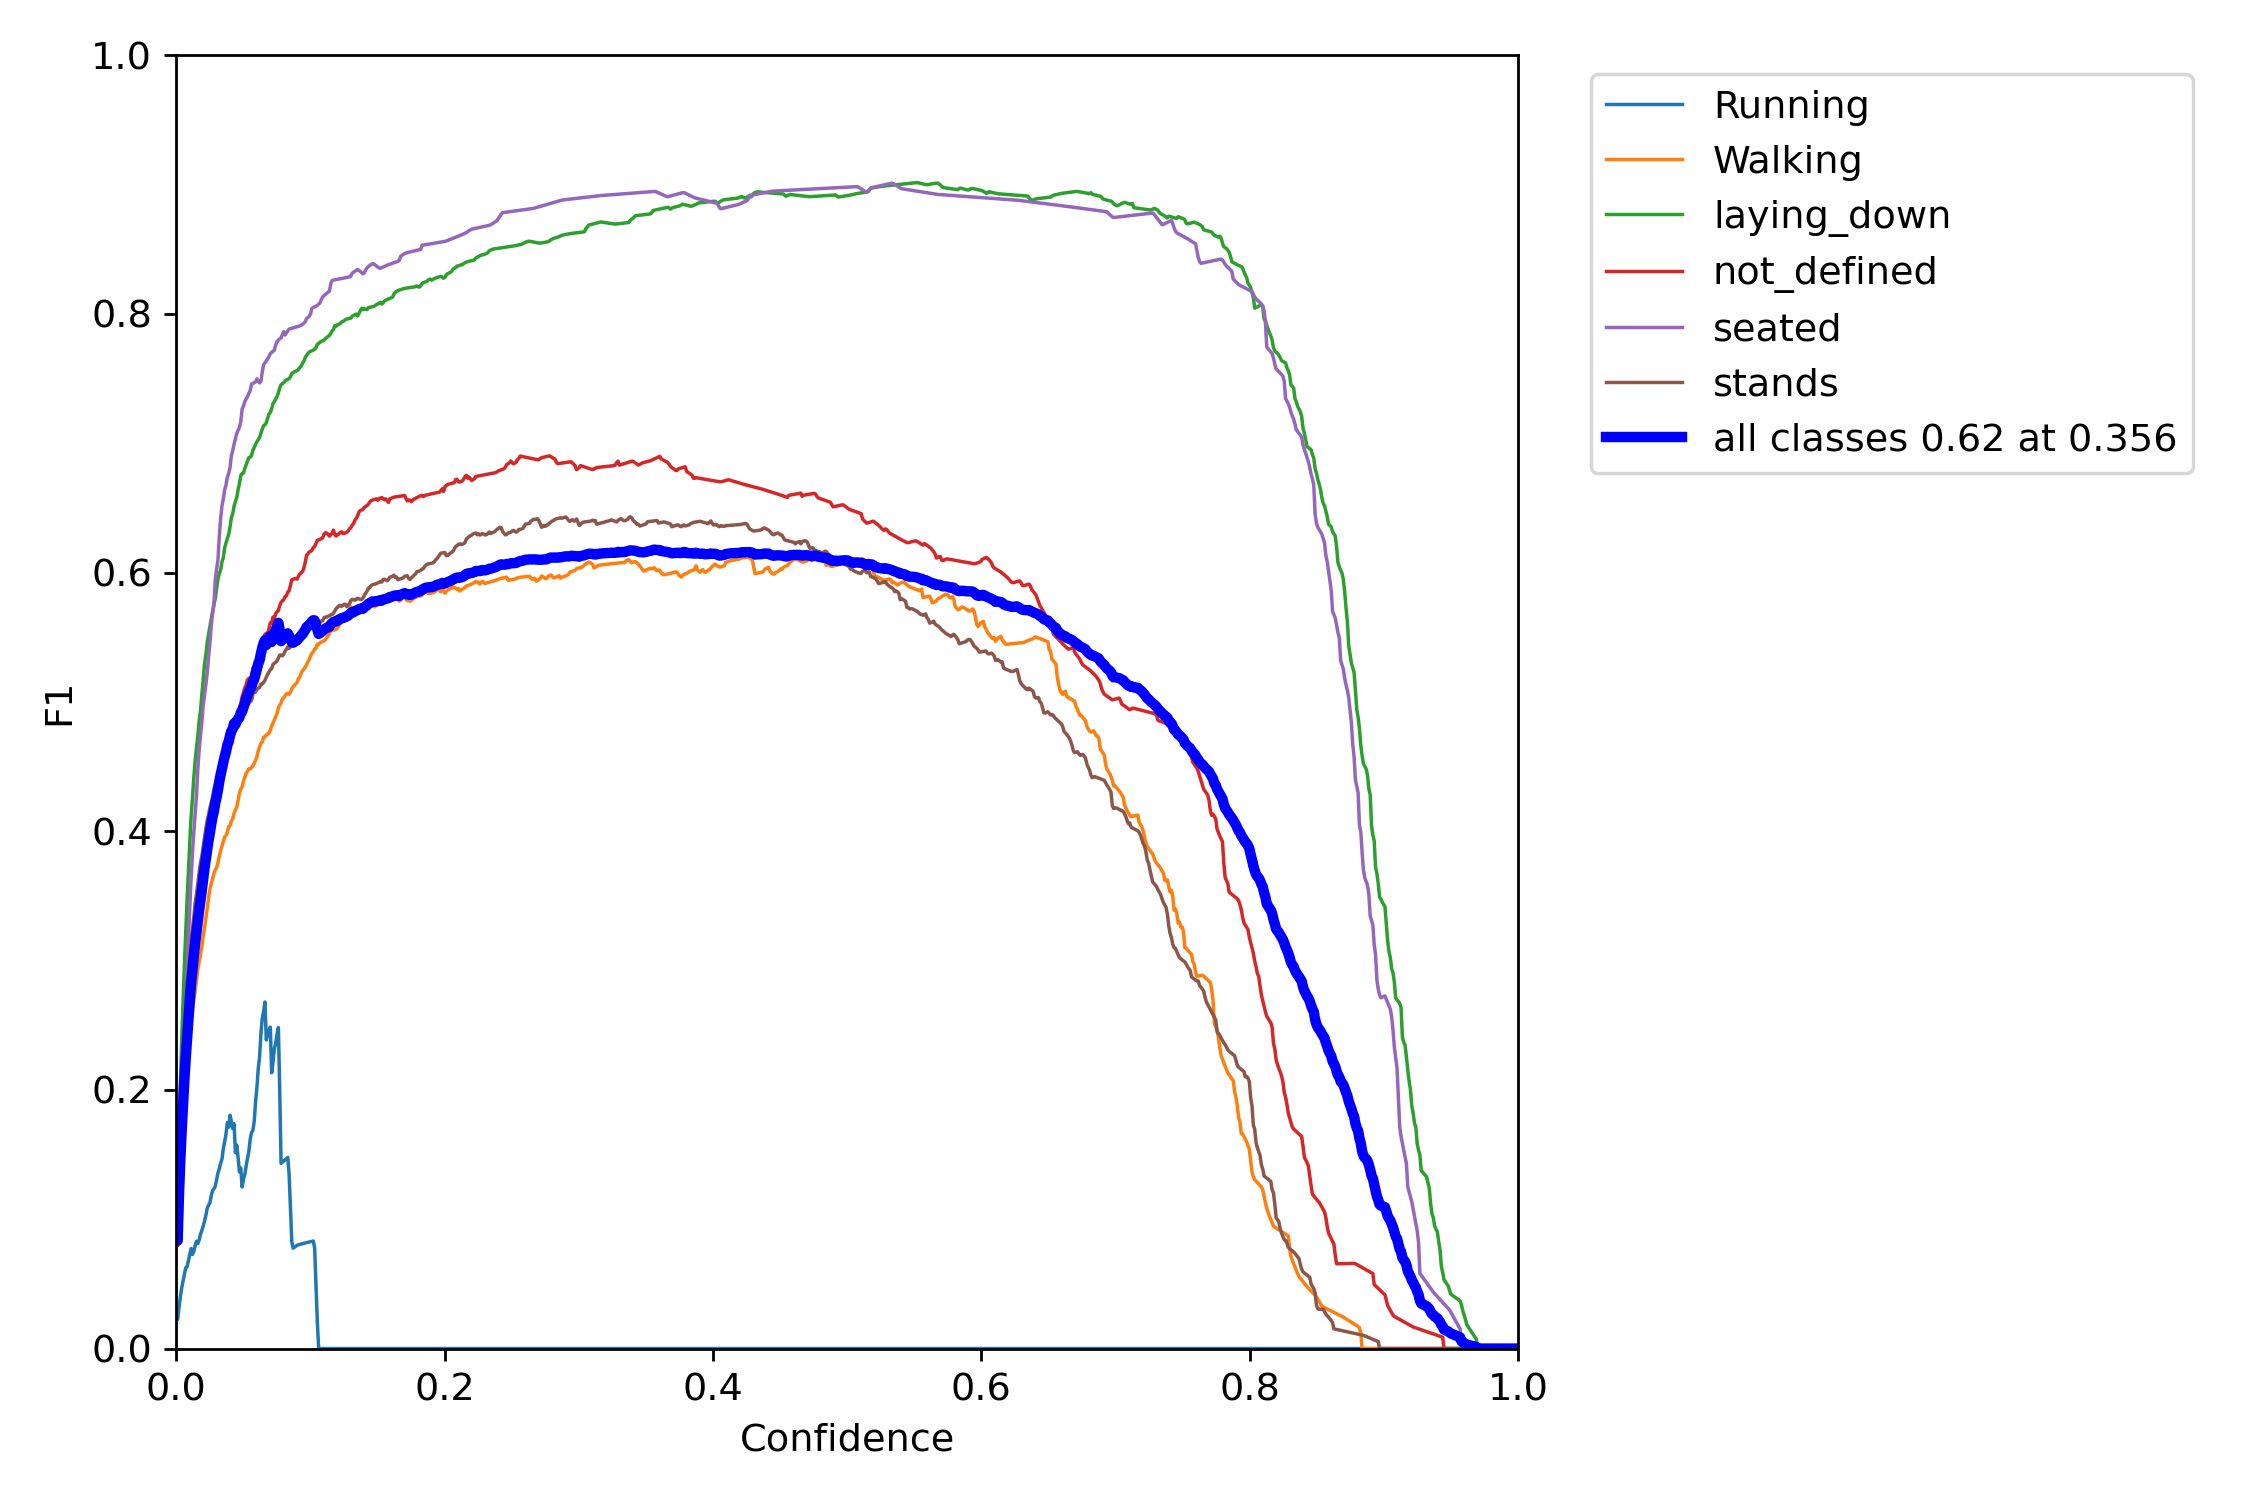 1.0
0.8
0.6
0.4
0.2
0.0
F1
0.0 0.2 0.4 0.6 0.8 1.0
Confidence
Running
Walking
laying_down
not_defined
seated
stands
all classes 0.62 at 0.356